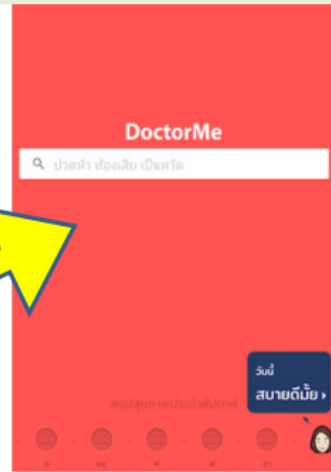 DoctorMe
ปวดหัว ท้องเสีย เป็นหวัด
วันนี้
สบายดีมั้ย
สรุปสุขภาพประจำสัปดาห์